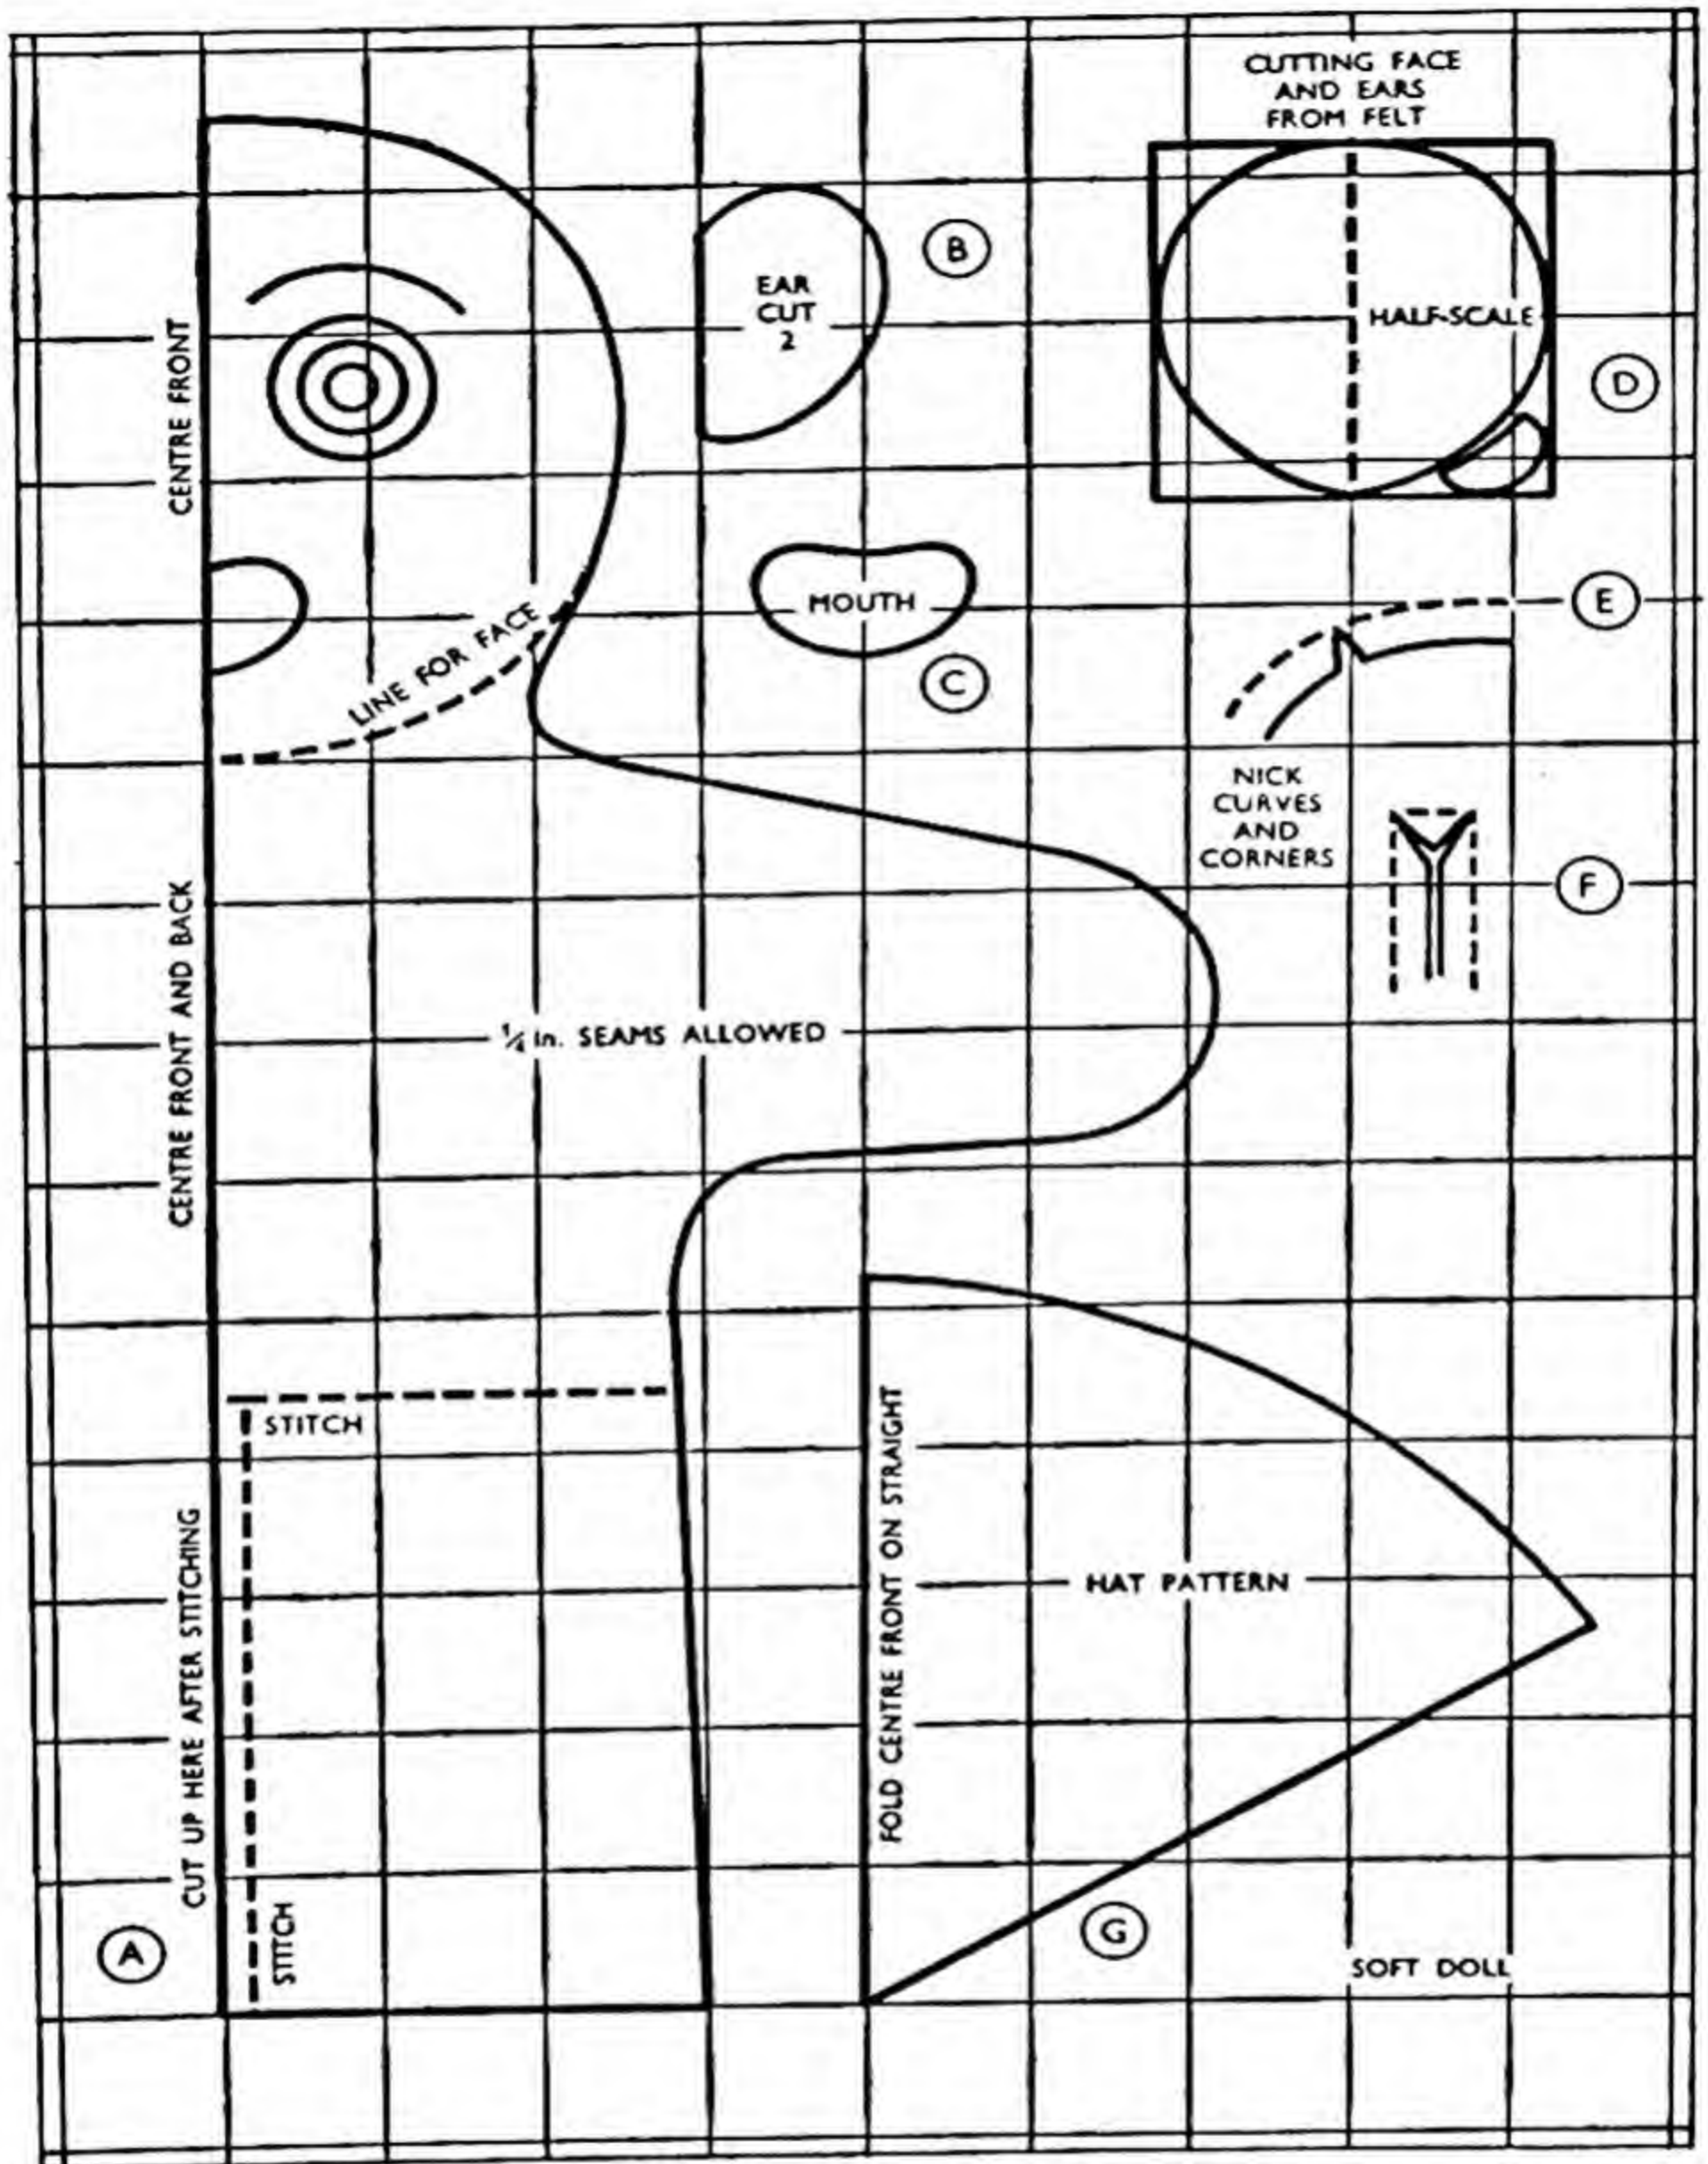 CUTTING FACE
AND EARS
FROM FELT
B
EAR
CUT
2
HALF-SCALE
D
CENTRE FRONT
E
MOUTH
LINE FOR FACE
C
NICK
CURVES
AND
CORNERS
F
CENTRE FRONT AND BACK
¼ In. SEAMS ALLOWED
STITCH
FOLD CENTRE FRONT ON STRAIGHT
CUT UP HERE AFTER STITCHING
HAT PATTERN
STITCH
A
G
SOFT DOLL